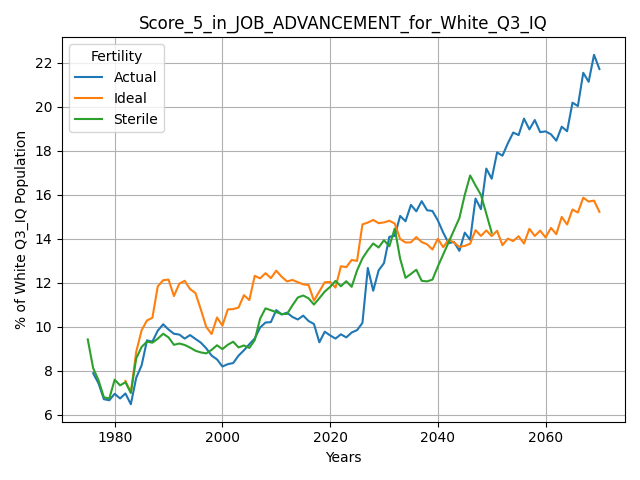 Score_5_in_JOB_ADVANCEMENT_for_White_Q3_IQ
Fertility
Actual
Ideal
Sterile
% of White Q3_IQ Population
22
20
18
16
14
12
10
8
6
1980
2000
2020
2040
2060
Years